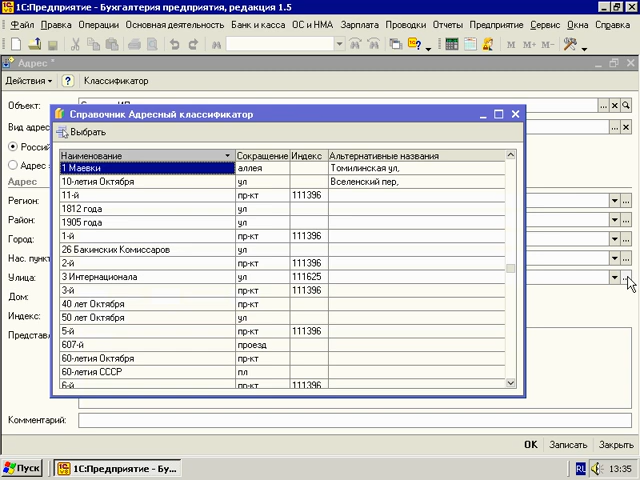 1С:Предприятие - Бухгалтерия предприятия, редакция 1.5
Файл Правка Операции Основная деятельность Банк и касса ОС и НМА Зарплата Проводки Отчеты Предприятие Сервис Окна Справка
M M+ M-
Адрес *
Действия ? Классификатор
Объект:
Вид адрес
Россий
Адрес =
Адрес
Регион:
Район:
Город:
Нас. пункт
Улица:
Дом:
Индекс:
Представл
Комментарий:
Справочник Адресный классификатор
Выбрать
Наименование Сокращение Индекс Альтернативные названия
1 Маевки аллея Томилинская ул,
10-летия Октября ул Вселенский пер,
11-й пр-кт 111396
1812 года ул
1905 года ул
1-й пр-кт 111396
26 Бакинских Комиссаров ул
2-й пр-кт 111396
3 Интернационала ул 111625
3-й пр-кт 111396
40 лет Октября пр-кт
50 лет Октября ул
5-й пр-кт 111396
607-й проезд
60-летия Октября пр-кт
60-летия СССР пл
6-й пр-кт 111396
OK Записать Закрыть
Пуск 1С:Предприятие - Бу... RL 13:35